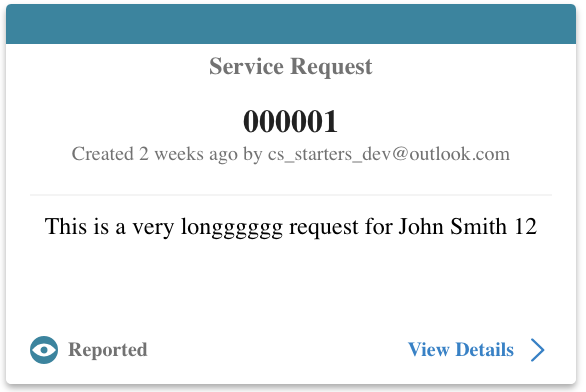 Service Request
000001
Created 2 weeks ago by cs_starters_dev@outlook.com
This is a very longggggg request for John Smith 12
Reported
View Details